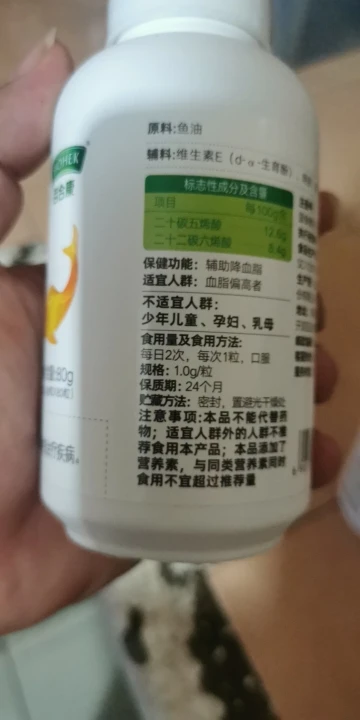 原料:鱼油
辅料:维生素E（d-α-生育酚）
标志性成分及含量
项目 每100g含
二十碳五烯酸 12.6g
二十二碳六烯酸 8.4g
保健功能: 辅助降血脂
适宜人群: 血脂偏高者
不适宜人群:
少年儿童、孕妇、乳母
食用量及食用方法:
每日2次，每次1粒，口服
规格: 1.0g/粒
保质期: 24个月
贮藏方法: 密封，置避光干燥处
注意事项:本品不能代替药
物；适宜人群外的人群不推
荐食用本产品；本品添加了
营养素，与同类营养素同时
食用不宜超过推荐量
80g
疾病。